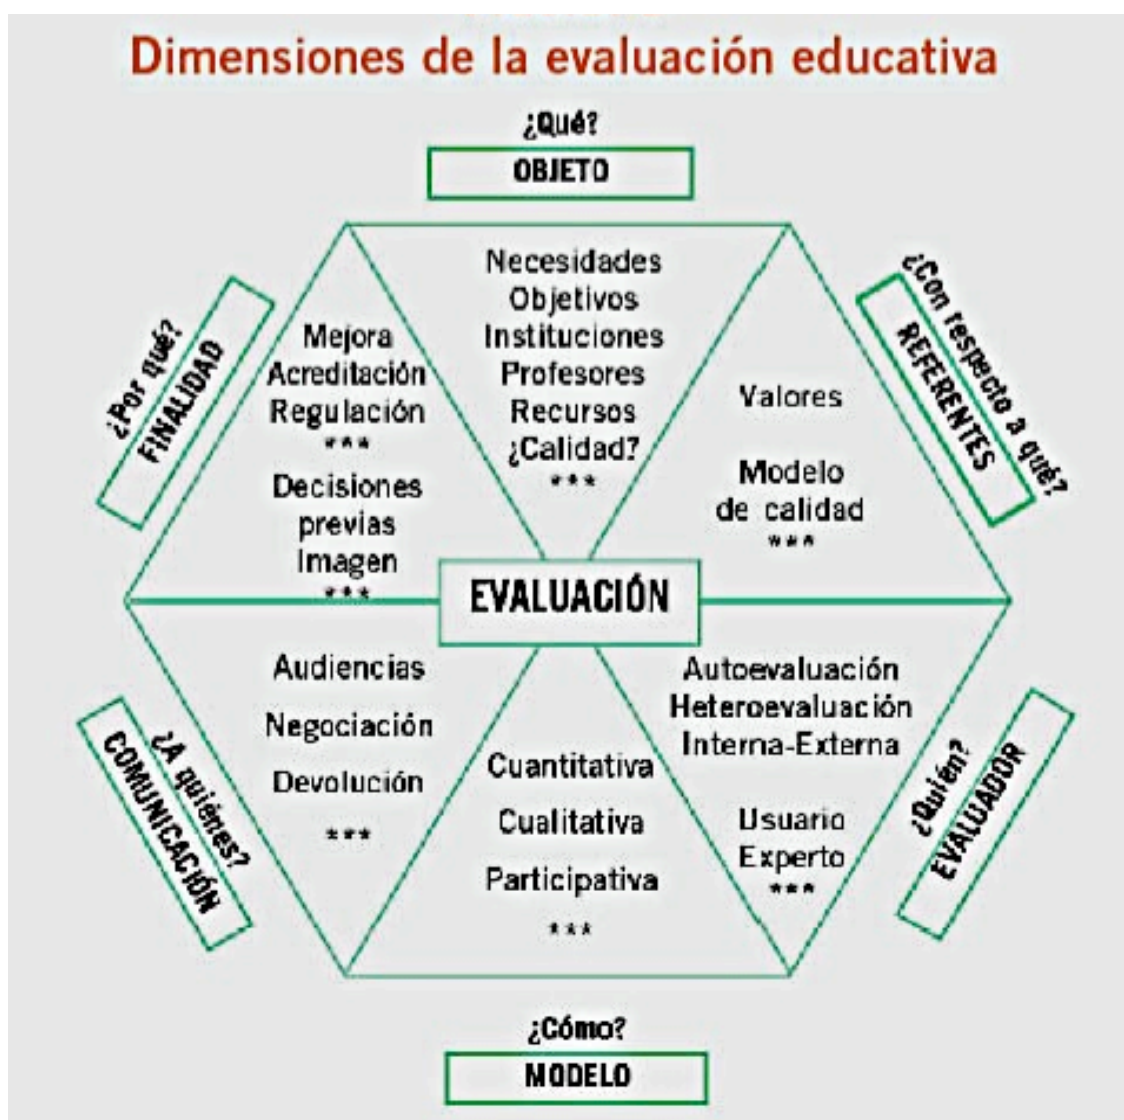 Dimensiones de la evaluación educativa
¿Qué?
OBJETO
Necesidades
Objetivos
Instituciones
Profesores
Recursos
¿Calidad?
***
¿Con respecto a qué?
REFERENTES
Valores
Modelo
de calidad
***
¿Quién?
EVALUADOR
Autoevaluación
Heteroevaluación
Interna-Externa
Usuario
Experto
***
¿Cómo?
MODELO
Cuantitativa
Cualitativa
Participativa
***
¿A quiénes?
COMUNICACIÓN
Audiencias
Negociación
Devolución
***
¿Por qué?
FINALIDAD
Mejora
Acreditación
Regulación
***
Decisiones
previas
Imagen
***
EVALUACIÓN